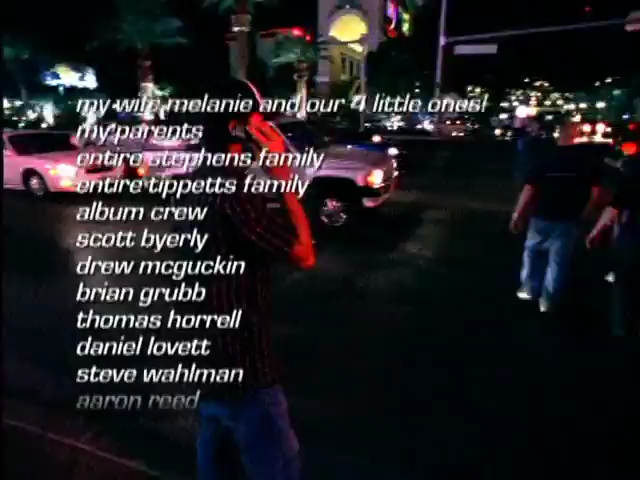 my wife melanie and our 4 little ones!
my parents
entire stephens family
entire tippetts family
album crew
scott byerly
drew mcguckin
brian grubb
thomas horrell
daniel lovett
steve wahlman
aaron reed